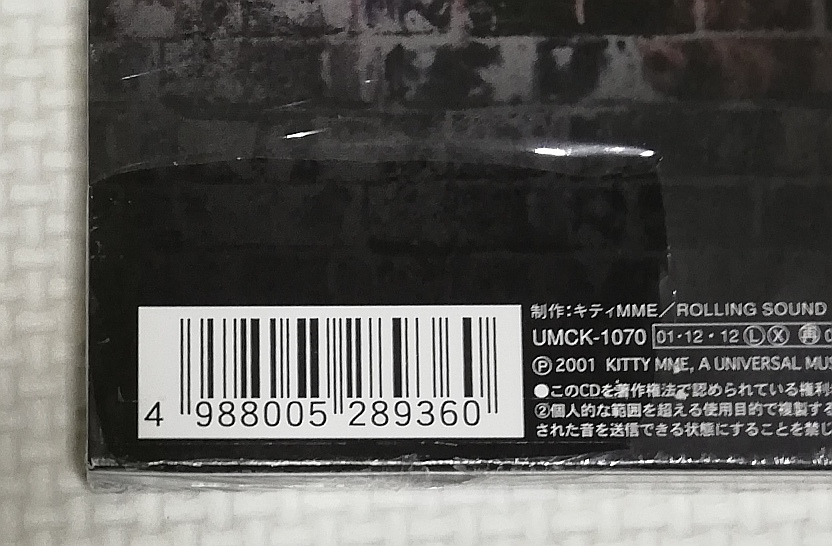 制作:キティMME/ROLLING SOUND
UMCK-1070 01・12・12 Ⓛ Ⓧ 再 0
Ⓟ 2001 KITTY MME, A UNIVERSAL MUS
●このCDを著作権法で認められている権利
②個人的な範囲を超える使用目的で複製す
された音を送信できる状態にすることを禁じ
4 988005 289360